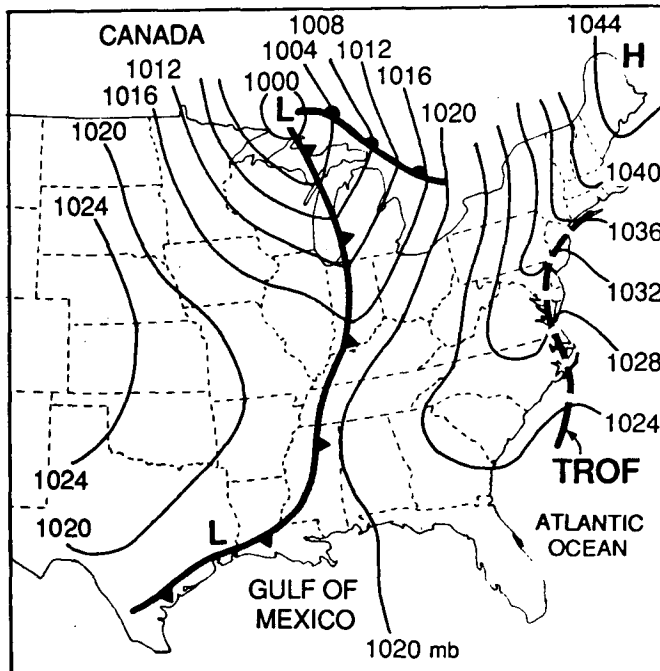 1008
1044
CANADA
1004
1012
H
1012
1000
1016
1016
L
1020
1020
1040
1024
1036
1032
1028
1024
1024
TROF
1020
L
ATLANTIC
OCEAN
GULF OF
MEXICO
1020 mb